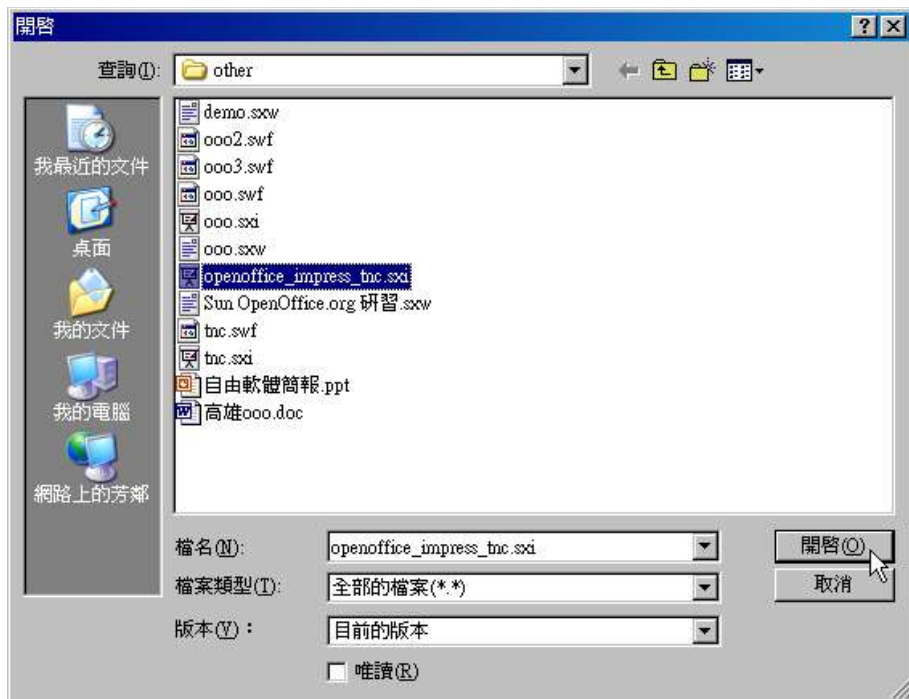 開啓
查詢(I):
other
我最近的文件
桌面
我的文件
我的電腦
網路上的芳鄰
demo.sxw
ooo2.swf
ooo3.swf
ooo.swf
ooo.sxi
ooo.sxw
openoffice_impress_tnc.sxi
Sun OpenOffice.org 研習.sxw
tnc.swf
tnc.sxi
自由軟體簡報.ppt
高雄ooo.doc
檔名(N):
openoffice_impress_tnc.sxi
開啓(O)
檔案類型(T):
全部的檔案(*.*)
取消
版本(V)：
目前的版本
唯讀(R)